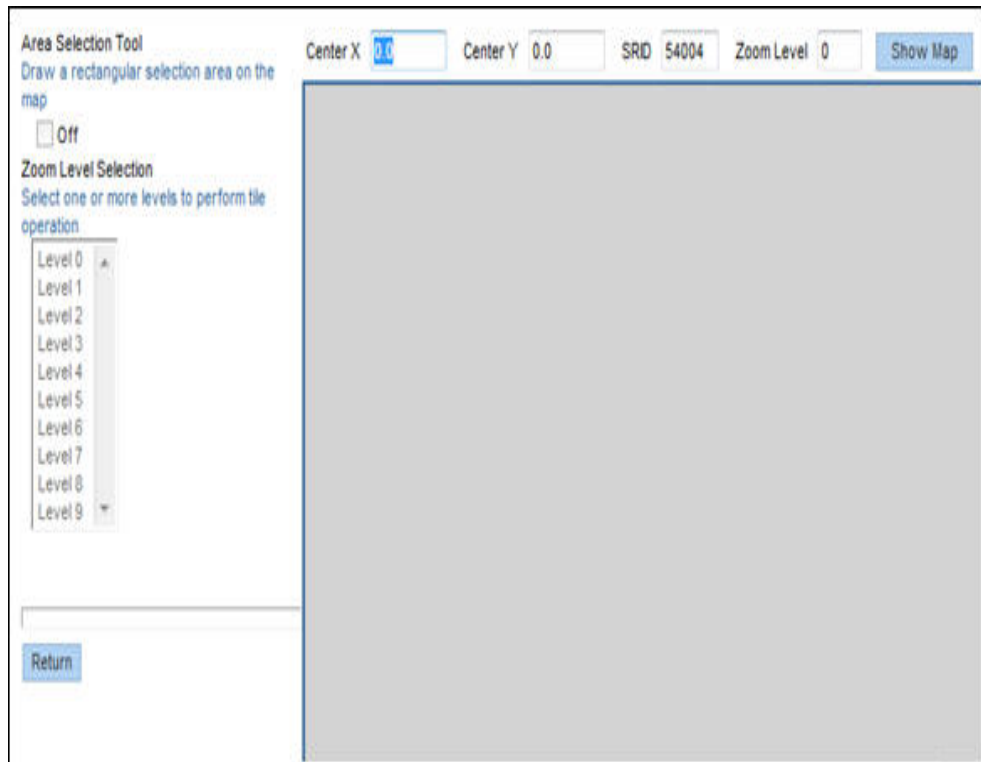 Area Selection Tool
Draw a rectangular selection area on the
map
Off
Zoom Level Selection
Select one or more levels to perform tile
operation
Level 0
Level 1
Level 2
Level 3
Level 4
Level 5
Level 6
Level 7
Level 8
Level 9
Return
Center X 0.0 Center Y 0.0 SRID 54004 Zoom Level 0 Show Map